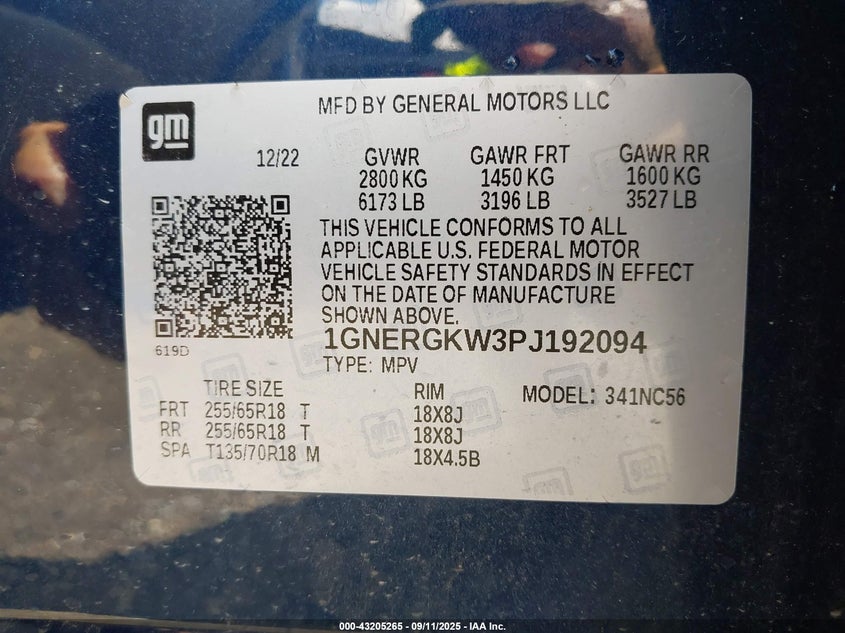 MFD BY GENERAL MOTORS LLC
gm
12/22 GVWR GAWR FRT GAWR RR
2800 KG 1450 KG 1600 KG
6173 LB 3196 LB 3527 LB
THIS VEHICLE CONFORMS TO ALL
APPLICABLE U.S. FEDERAL MOTOR
VEHICLE SAFETY STANDARDS IN EFFECT
ON THE DATE OF MANUFACTURE
SHOWN ABOVE.
619D
1GNERGKW3PJ192094
TYPE: MPV
TIRE SIZE RIM MODEL: 341NC56
FRT 255/65R18 T 18X8J
RR 255/65R18 T 18X8J
SPA T135/70R18 M 18X4.5B
000-43205265 - 09/11/2025 - IAA Inc.